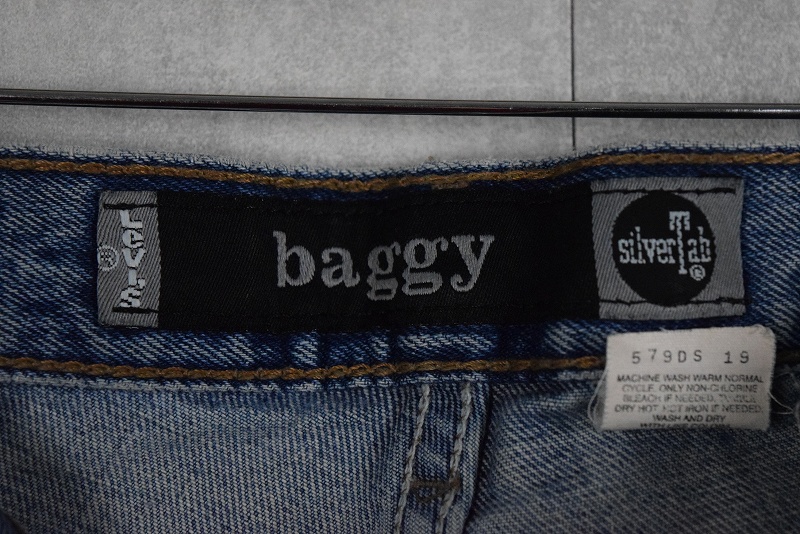 Levi's ®
baggy
silverTab ®
579DS 19
MACHINE WASH WARM NORMAL
CYCLE. ONLY NON-CHLORINE
BLEACH IF NEEDED. TUMBLE
DRY HOT. HOT IRON IF NEEDED.
WASH AND DRY